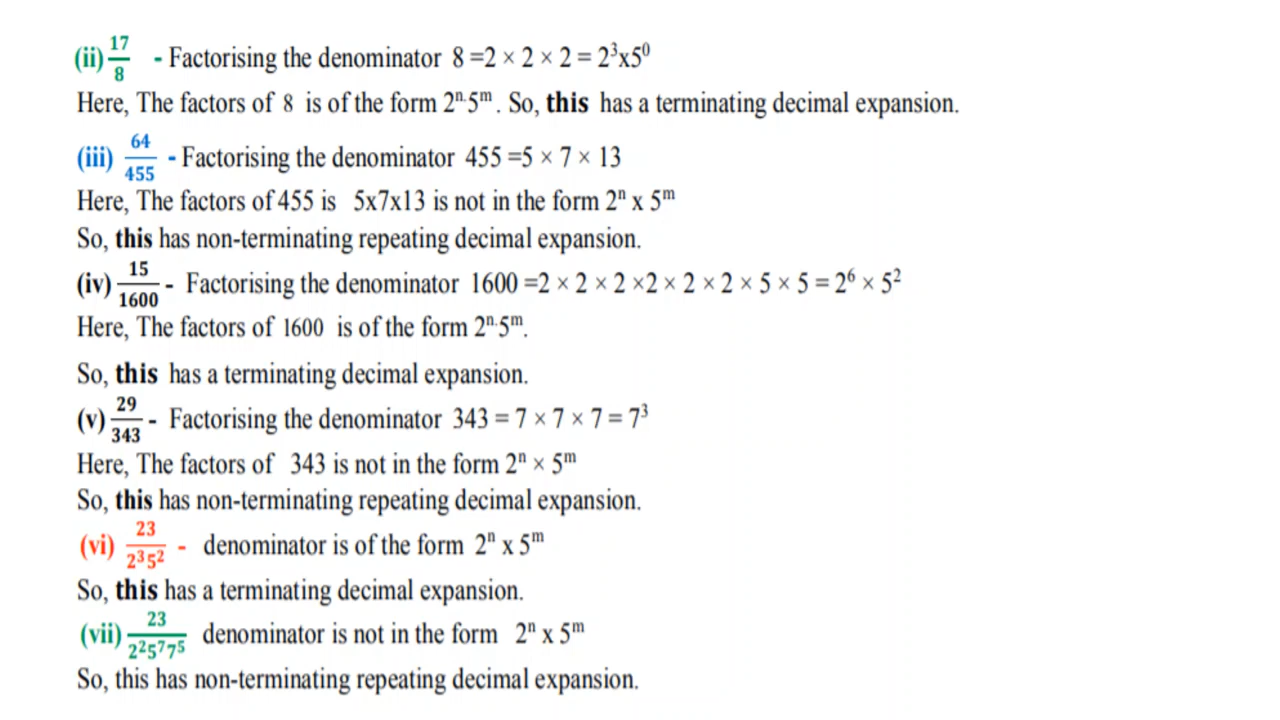 (ii) 17/8 - Factorising the denominator 8 =2 × 2 × 2 = 2³x5⁰
Here, The factors of 8 is of the form 2ⁿ·5ᵐ . So, this has a terminating decimal expansion.
(iii) 64/455 - Factorising the denominator 455 =5 × 7 × 13
Here, The factors of 455 is 5x7x13 is not in the form 2ⁿ x 5ᵐ
So, this has non-terminating repeating decimal expansion.
(iv) 15/1600 - Factorising the denominator 1600 =2 × 2 × 2 ×2 × 2 × 2 × 5 × 5 = 2⁶ × 5²
Here, The factors of 1600 is of the form 2ⁿ·5ᵐ.
So, this has a terminating decimal expansion.
(v) 29/343 - Factorising the denominator 343 = 7 × 7 × 7 = 7³
Here, The factors of 343 is not in the form 2ⁿ × 5ᵐ
So, this has non-terminating repeating decimal expansion.
(vi) 23/2³5² - denominator is of the form 2ⁿ x 5ᵐ
So, this has a terminating decimal expansion.
(vii) 23/2²5⁷7⁵ denominator is not in the form 2ⁿ x 5ᵐ
So, this has non-terminating repeating decimal expansion.